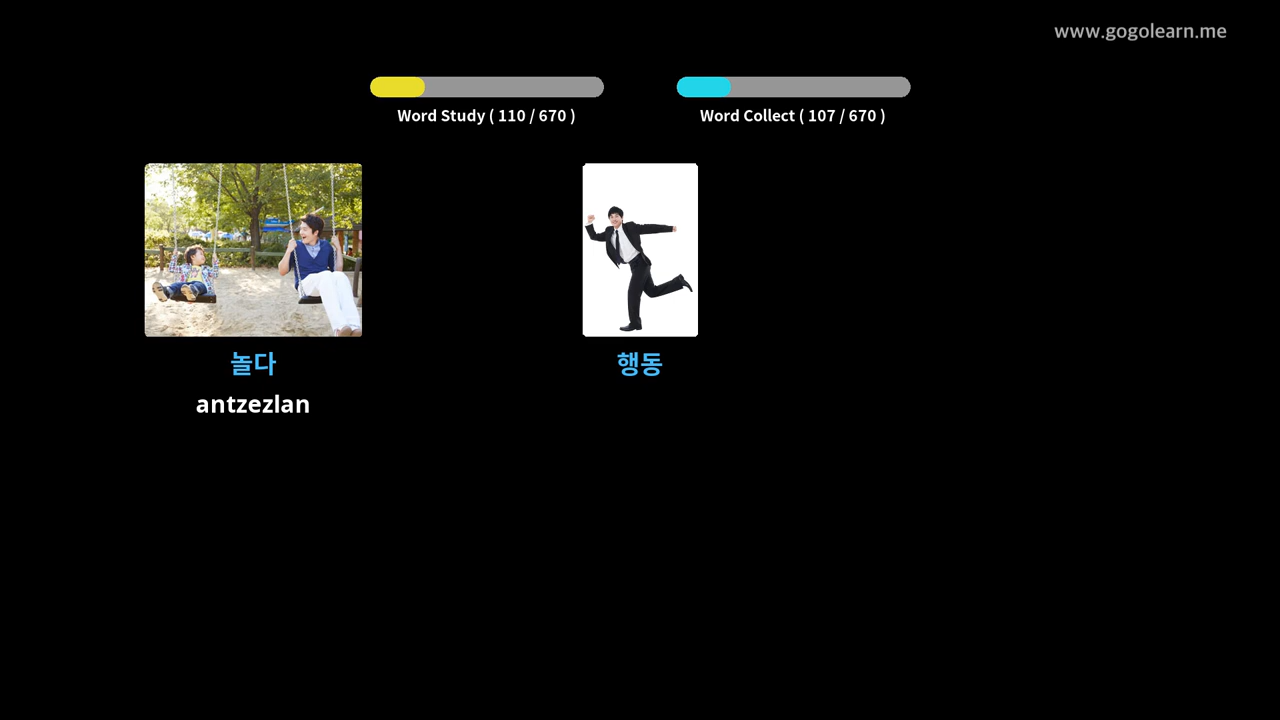 www.gogolearn.me
Word Study ( 110 / 670 )
Word Collect ( 107 / 670 )
놀다
행동
antzezlan